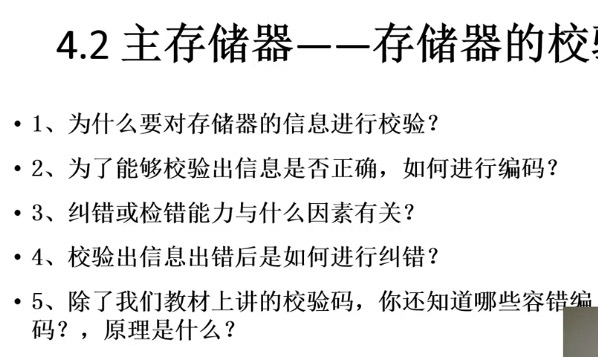 4.2 主存储器——存储器的校
• 1、为什么要对存储器的信息进行校验？
• 2、为了能够校验出信息是否正确，如何进行编码？
• 3、纠错或检错能力与什么因素有关？
• 4、校验出信息出错后是如何进行纠错？
• 5、除了我们教材上讲的校验码，你还知道哪些容错编
码？，原理是什么？